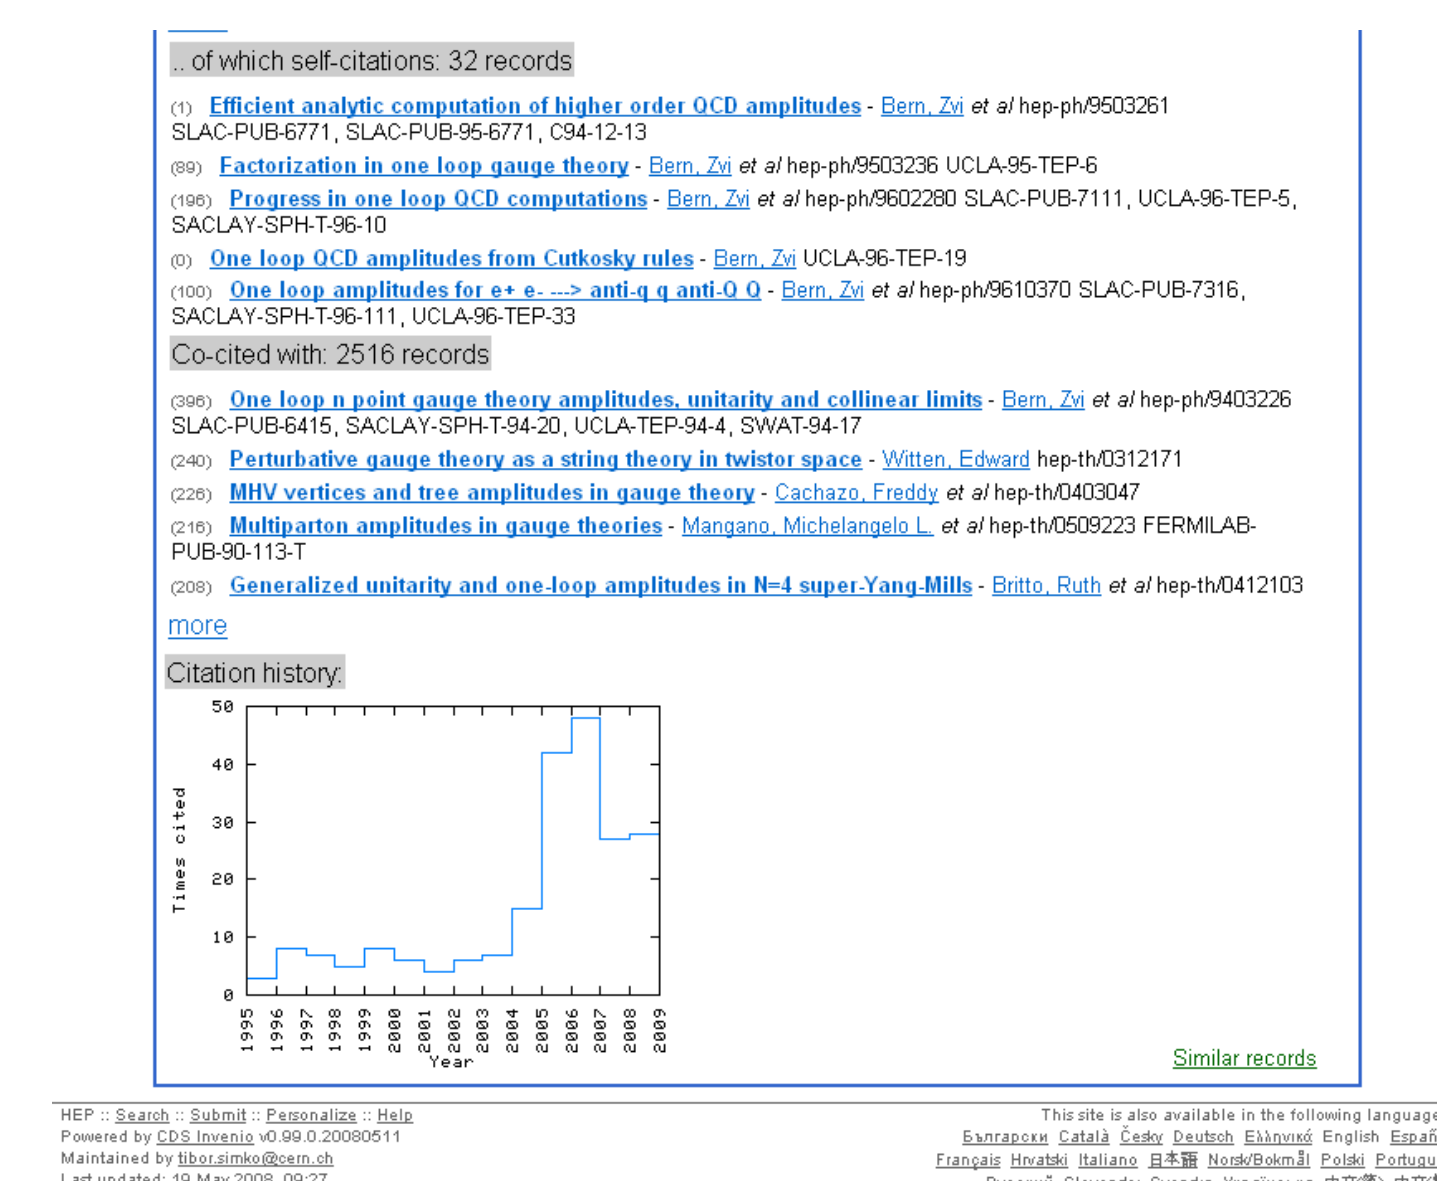 .. of which self-citations: 32 records
(1) Efficient analytic computation of higher order QCD amplitudes - Bern, Zvi et al hep-ph/9503261
SLAC-PUB-6771, SLAC-PUB-95-6771, C94-12-13
(89) Factorization in one loop gauge theory - Bern, Zvi et al hep-ph/9503236 UCLA-95-TEP-6
(196) Progress in one loop QCD computations - Bern, Zvi et al hep-ph/9602280 SLAC-PUB-7111, UCLA-96-TEP-5,
SACLAY-SPH-T-96-10
(0) One loop QCD amplitudes from Cutkosky rules - Bern, Zvi UCLA-96-TEP-19
(100) One loop amplitudes for e+ e- ---> anti-q q anti-Q Q - Bern, Zvi et al hep-ph/9610370 SLAC-PUB-7316,
SACLAY-SPH-T-96-111, UCLA-96-TEP-33
Co-cited with: 2516 records
(396) One loop n point gauge theory amplitudes, unitarity and collinear limits - Bern, Zvi et al hep-ph/9403226
SLAC-PUB-6415, SACLAY-SPH-T-94-20, UCLA-TEP-94-4, SWAT-94-17
(240) Perturbative gauge theory as a string theory in twistor space - Witten, Edward hep-th/0312171
(226) MHV vertices and tree amplitudes in gauge theory - Cachazo, Freddy et al hep-th/0403047
(216) Multiparton amplitudes in gauge theories - Mangano, Michelangelo L. et al hep-th/0509223 FERMILAB-
PUB-90-113-T
(208) Generalized unitarity and one-loop amplitudes in N=4 super-Yang-Mills - Britto, Ruth et al hep-th/0412103
more
Citation history:
50
40
30
20
10
0
Times cited
1995 1996 1997 1998 1999 2000 2001 2002 2003 2004 2005 2006 2007 2008 2009
Year
Similar records
HEP :: Search :: Submit :: Personalize :: Help
Powered by CDS Invenio v0.99.0.20080511
Maintained by tibor.simko@cern.ch
Last updated: 19 May 2008, 09:27
This site is also available in the following language
Български Català Česky Deutsch Ελληνικά English Españ
Français Hrvatski Italiano 日本語 Norsk/Bokmål Polski Portugu